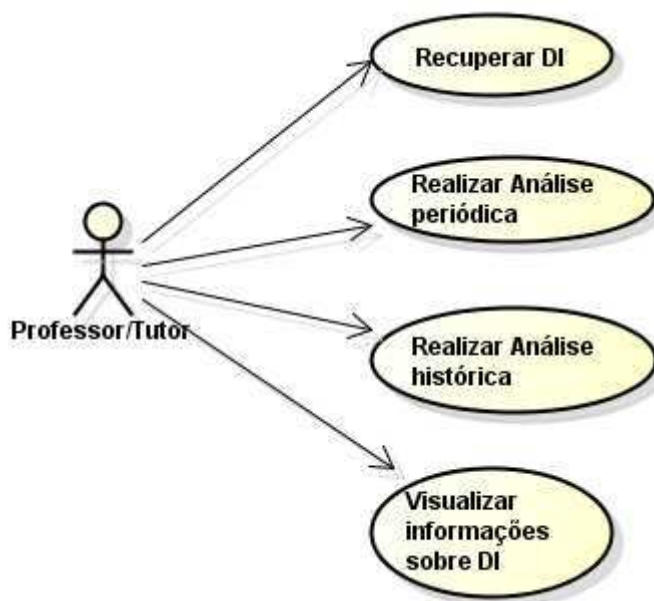 Recuperar DI
Realizar Análise
periódica
Professor/Tutor
Realizar Análise
histórica
Visualizar
informações
sobre DI